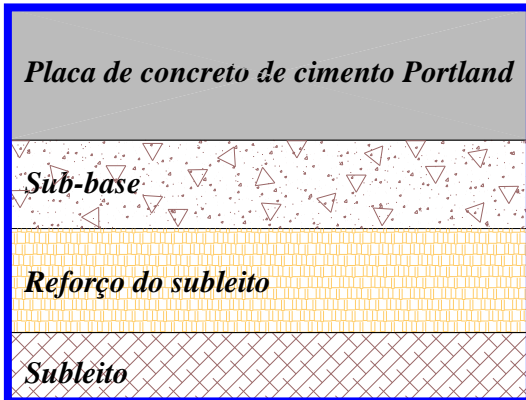 Placa de concreto de cimento Portland
Sub-base
Reforço do subleito
Subleito